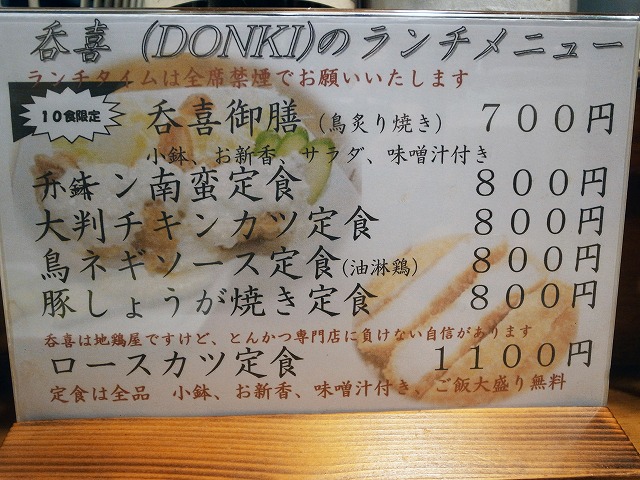 呑喜 (DONKI)のランチメニュー
ランチタイムは全席禁煙でお願いいたします
10食限定
呑喜御膳 (鳥炙り焼き) 700円
小鉢、お新香、サラダ、味噌汁付き
チキン南蛮定食 800円
大判チキンカツ定食 800円
鳥ネギソース定食(油淋鶏) 800円
豚しょうが焼き定食 800円
呑喜は地鶏屋ですけど、とんかつ専門店に負けない自信があります
ロースカツ定食 1100円
定食は全品 小鉢、お新香、味噌汁付き、ご飯大盛り無料